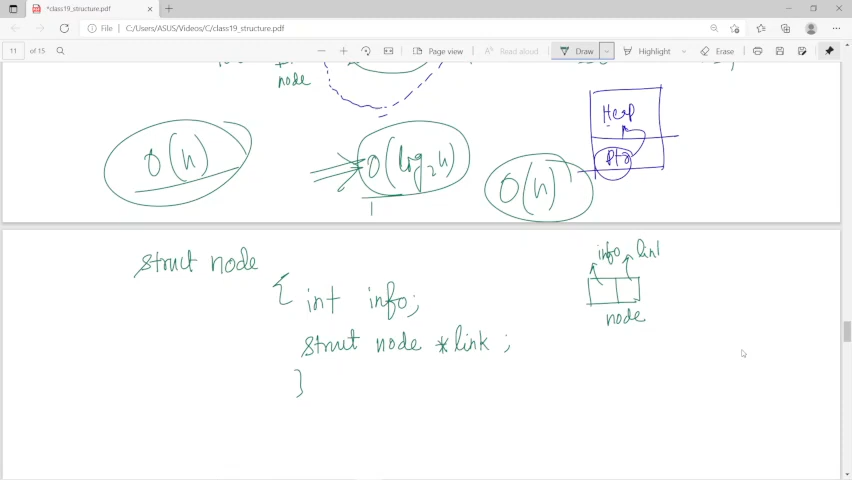 *class19_structure.pdf
File | C:/Users/ASUS/Videos/C/class19_structure.pdf
11 of 15
Page view
Read aloud
Draw
Highlight
Erase
node
Heap
ptr
O(n)
O(log₂n)
O(n)
struct node
{ int info;
struct node *link ;
}
info link
node